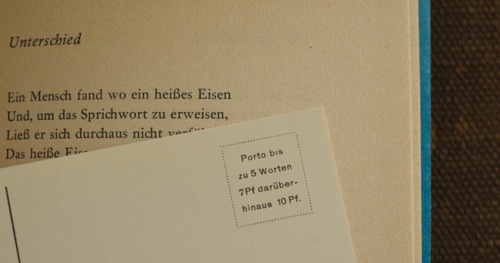 Unterschied
Ein Mensch fand wo ein heißes Eisen
Und, um das Sprichwort zu erweisen,
Ließ er sich durchaus nicht
Das heiße
Porto bis
zu 5 Worten
7Pf darüber-
hinaus 10 Pf.